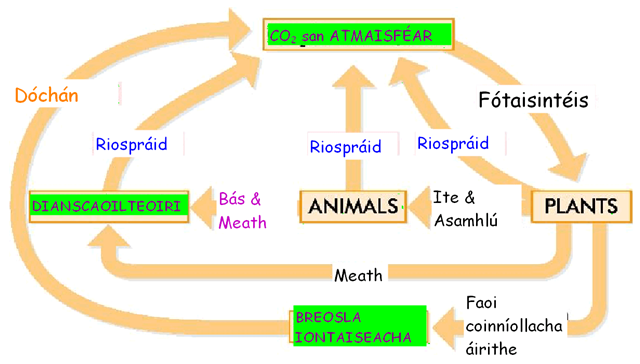 CO₂ san ATMAISFÉAR
Dóchán
Fótaisintéis
Riospráid
Riospráid
Riospráid
DIANSCAOILTEOIRI
Bás &
Meath
ANIMALS
Ite &
Asamhlú
PLANTS
Meath
BREOSLA
IONTAISEACHA
Faoi
coinníollacha
áirithe